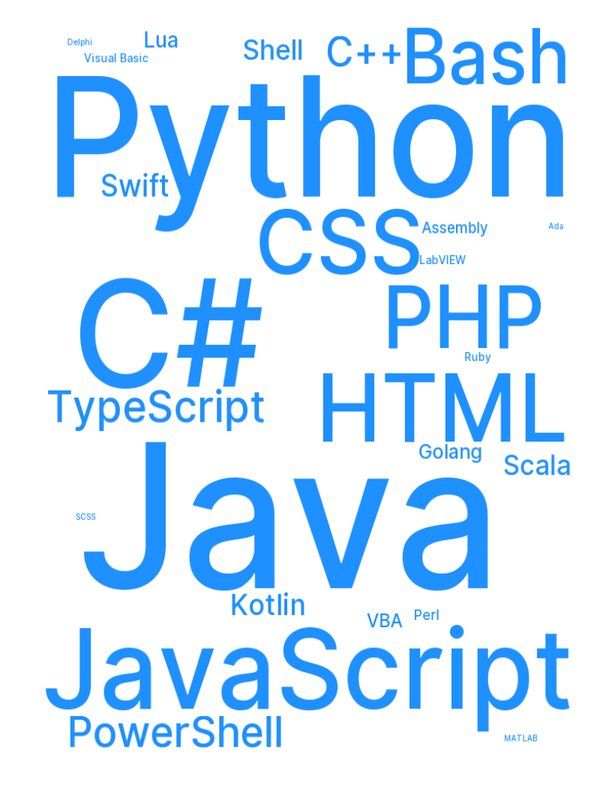 Delphi
Lua
Visual Basic
Shell
C++
Bash
Python
Swift
CSS
Assembly
Ada
LabVIEW
C#
PHP
Ruby
TypeScript
HTML
Golang
Scala
Java
SCSS
Kotlin
VBA
Perl
JavaScript
PowerShell
MATLAB